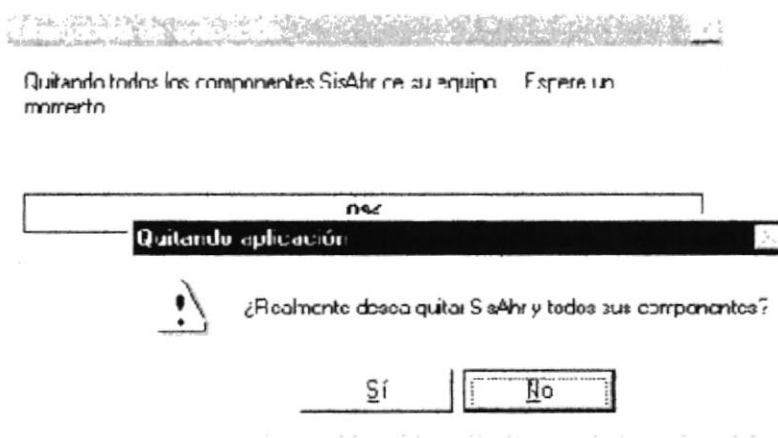 Quitando todos los componentes SisAhr de su equipo... Espere un
momento
0%
Quitando aplicación
¿Realmente desea quitar SisAhr y todos sus componentes?
Sí No